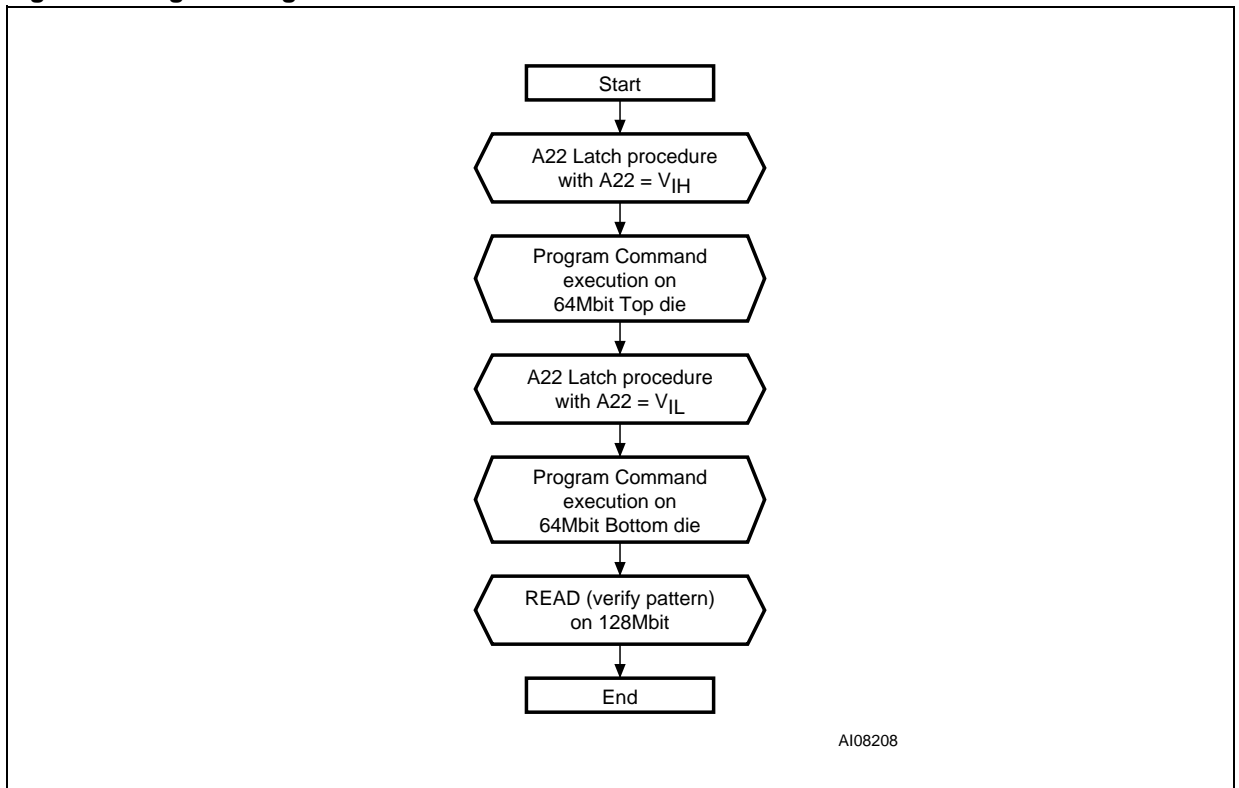 Start
A22 Latch procedure
with A22 = VIH
Program Command
execution on
64Mbit Top die
A22 Latch procedure
with A22 = VIL
Program Command
execution on
64Mbit Bottom die
READ (verify pattern)
on 128Mbit
End
AI08208